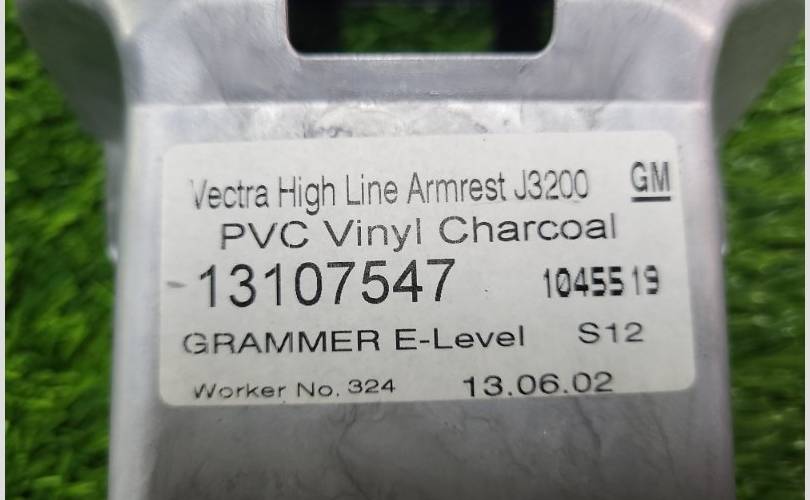 Vectra High Line Armrest J3200 GM
PVC Vinyl Charcoal
-13107547 1045519
GRAMMER E-Level S12
Worker No. 324 13.06.02